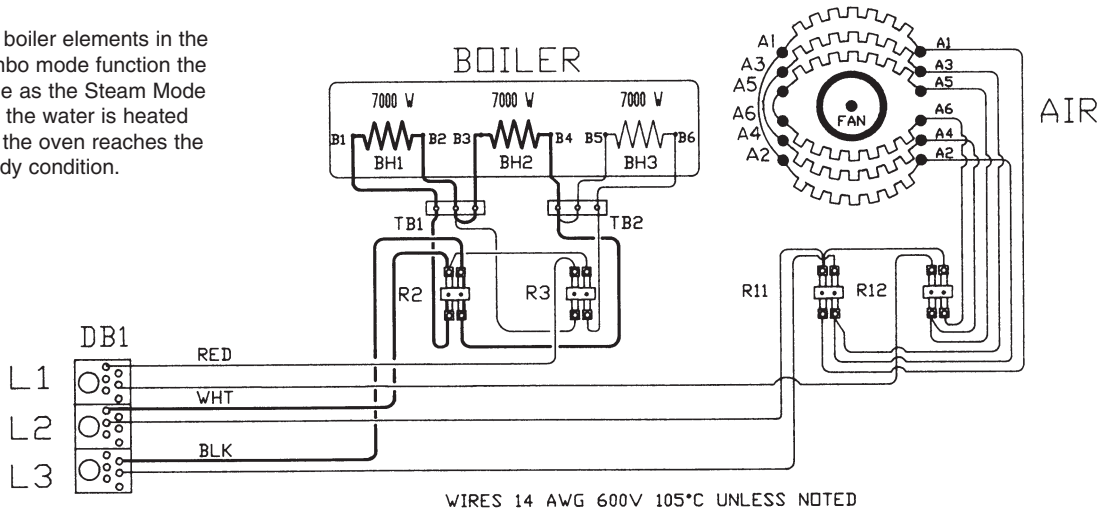 boiler elements in the
nbo mode function the
e as the Steam Mode
the water is heated
the oven reaches the
dy condition.
BOILER
7000 W 7000 W 7000 W
B1 B2 B3 B4 B5 B6
BH1 BH2 BH3
TB1 TB2
A1 A1
A3 A3
A5 A5
A6 A6
A4 A4
A2 A2
FAN
AIR
R2 R3 R11 R12
DB1
RED
L1
WHT
L2
BLK
L3
WIRES 14 AWG 600V 105°C UNLESS NOTED